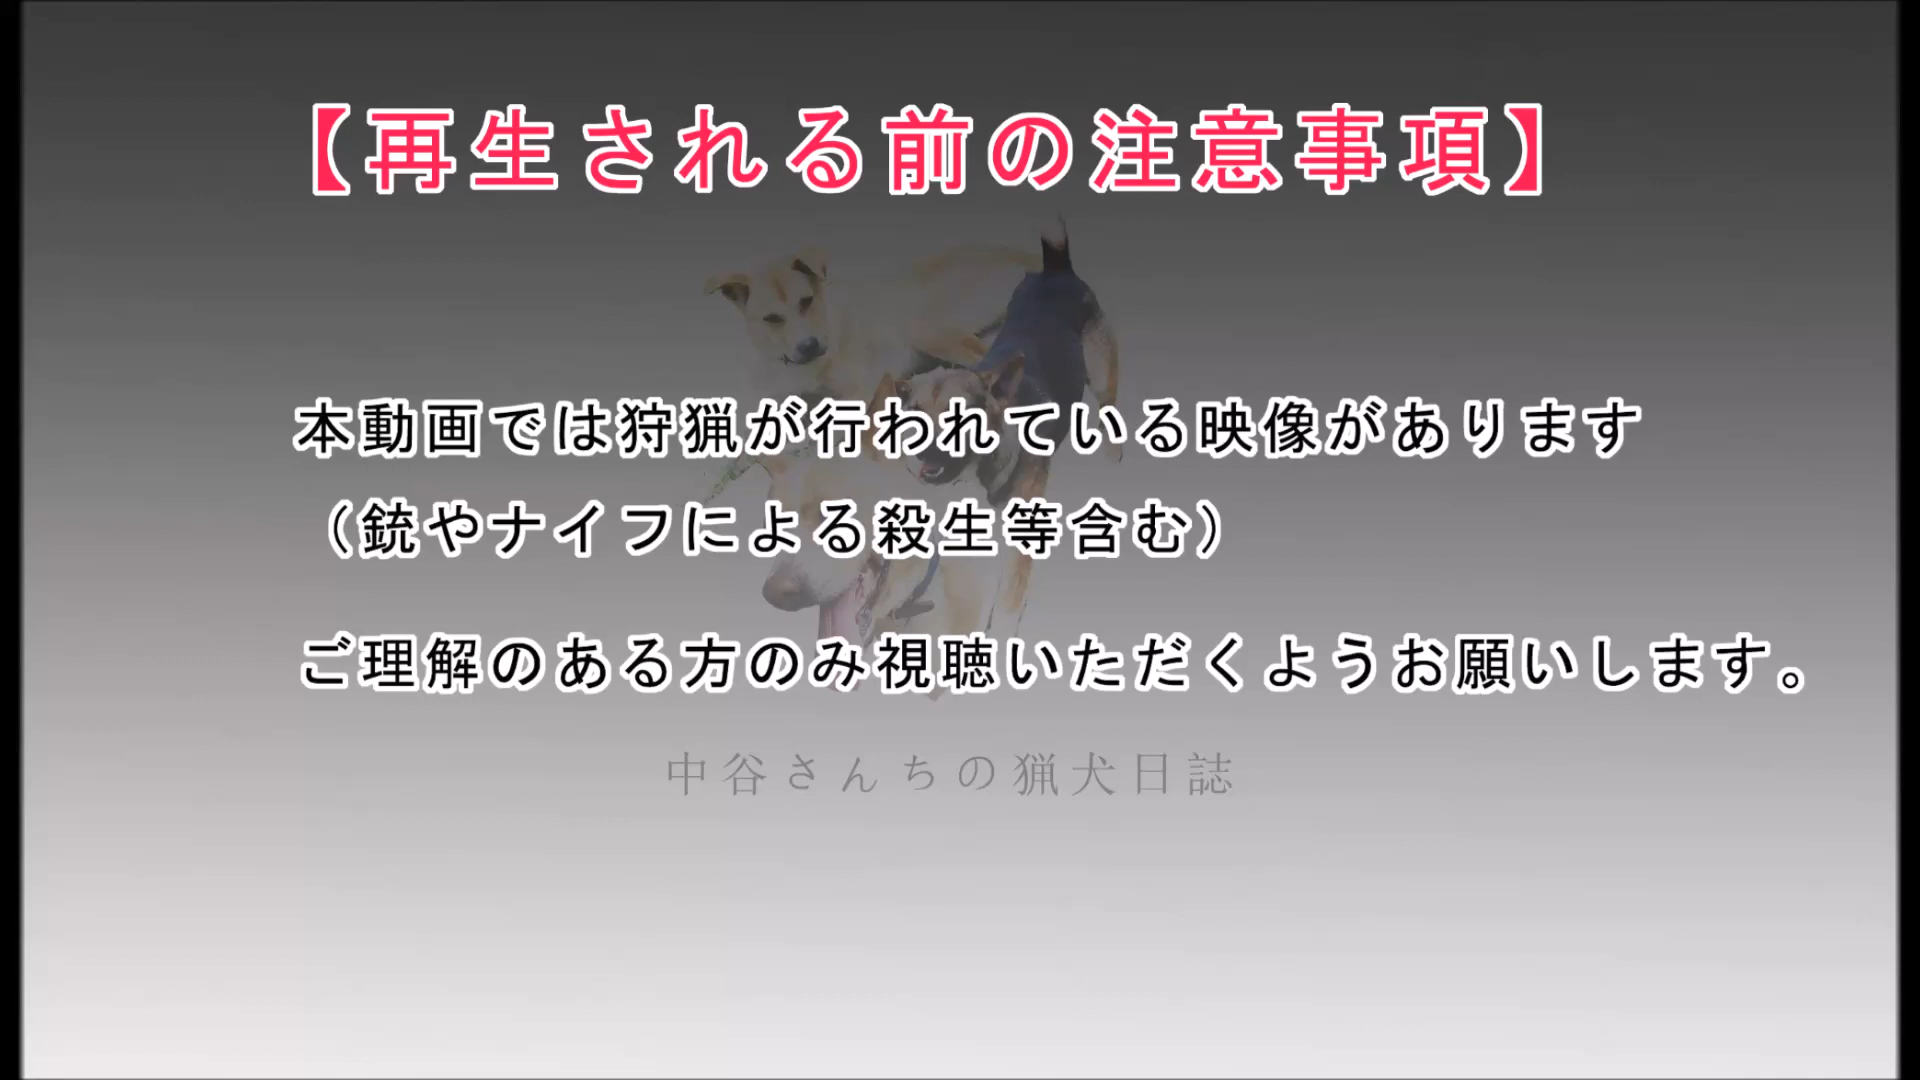 【再生される前の注意事項】
本動画では狩猟が行われている映像があります
（銃やナイフによる殺生等含む）
ご理解のある方のみ視聴いただくようお願いします。
中谷さんちの猟犬日誌